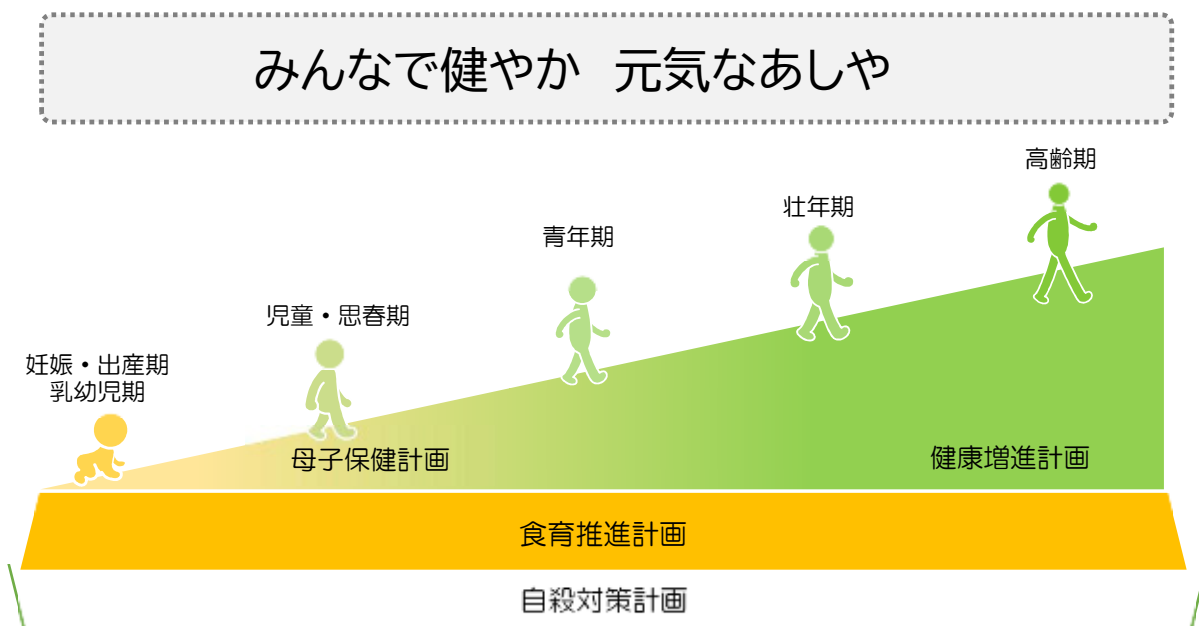 みんなで健やか 元気なあしや
高齢期
壮年期
青年期
児童・思春期
妊娠・出産期
乳幼児期
母子保健計画
健康増進計画
食育推進計画
自殺対策計画